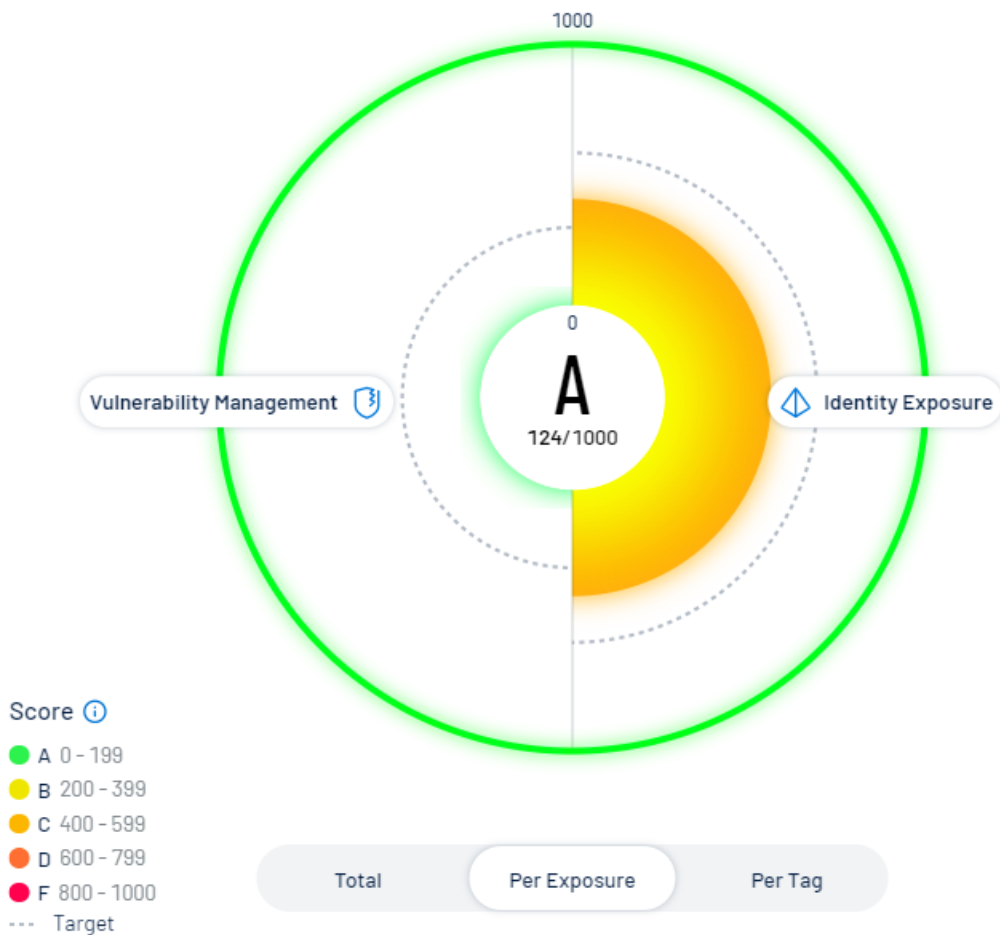 1000
0
A
124/1000
Vulnerability Management
Identity Exposure
Score
A 0 - 199
B 200 - 399
C 400 - 599
D 600 - 799
F 800 - 1000
Target
Total
Per Exposure
Per Tag